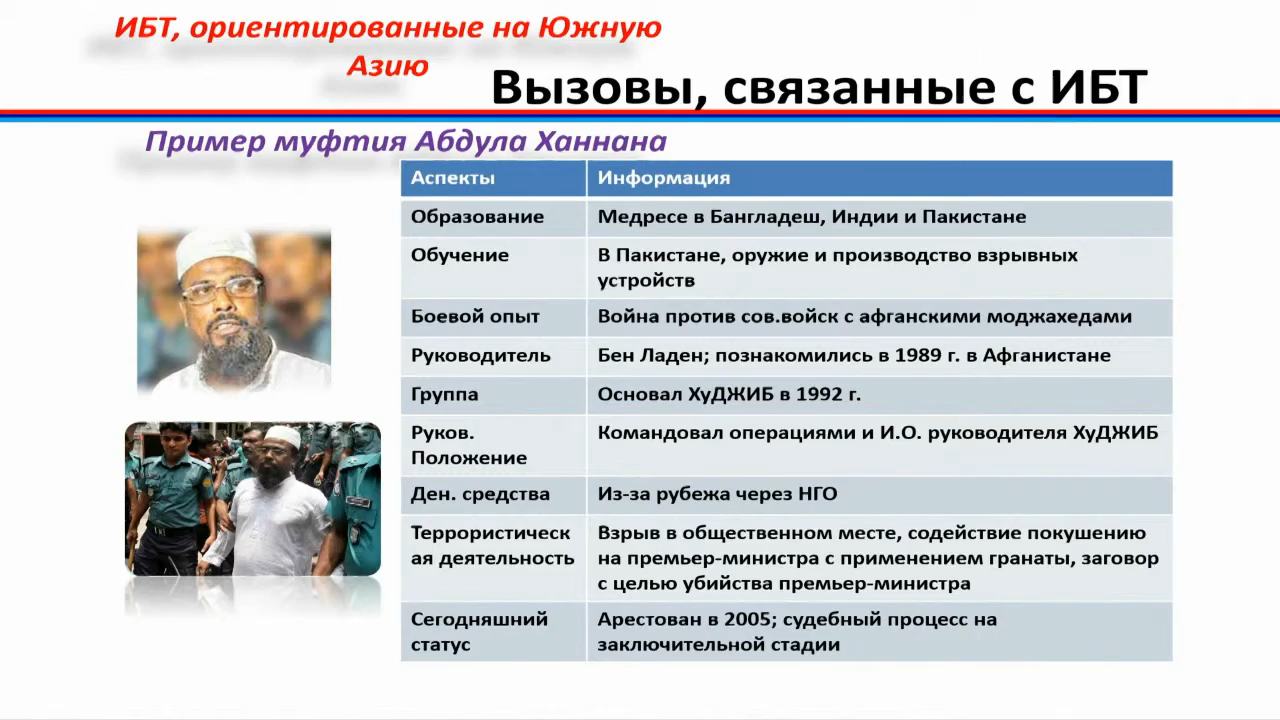 ИБТ, ориентированные на Южную
Азию
Вызовы, связанные с ИБТ
Пример муфтия Абдула Ханнана
Аспекты
Информация
Образование
Медресе в Бангладеш, Индии и Пакистане
Обучение
В Пакистане, оружие и производство взрывных
устройств
Боевой опыт
Война против сов.войск с афганскими моджахедами
Руководитель
Бен Ладен; познакомились в 1989 г. в Афганистане
Группа
Основал ХуДЖИБ в 1992 г.
Руков.
Положение
Командовал операциями и И.О. руководителя ХуДЖИБ
Ден. средства
Из-за рубежа через НГО
Террористическ
ая деятельность
Взрыв в общественном месте, содействие покушению
на премьер-министра с применением гранаты, заговор
с целью убийства премьер-министра
Сегодняшний
статус
Арестован в 2005; судебный процесс на
заключительной стадии